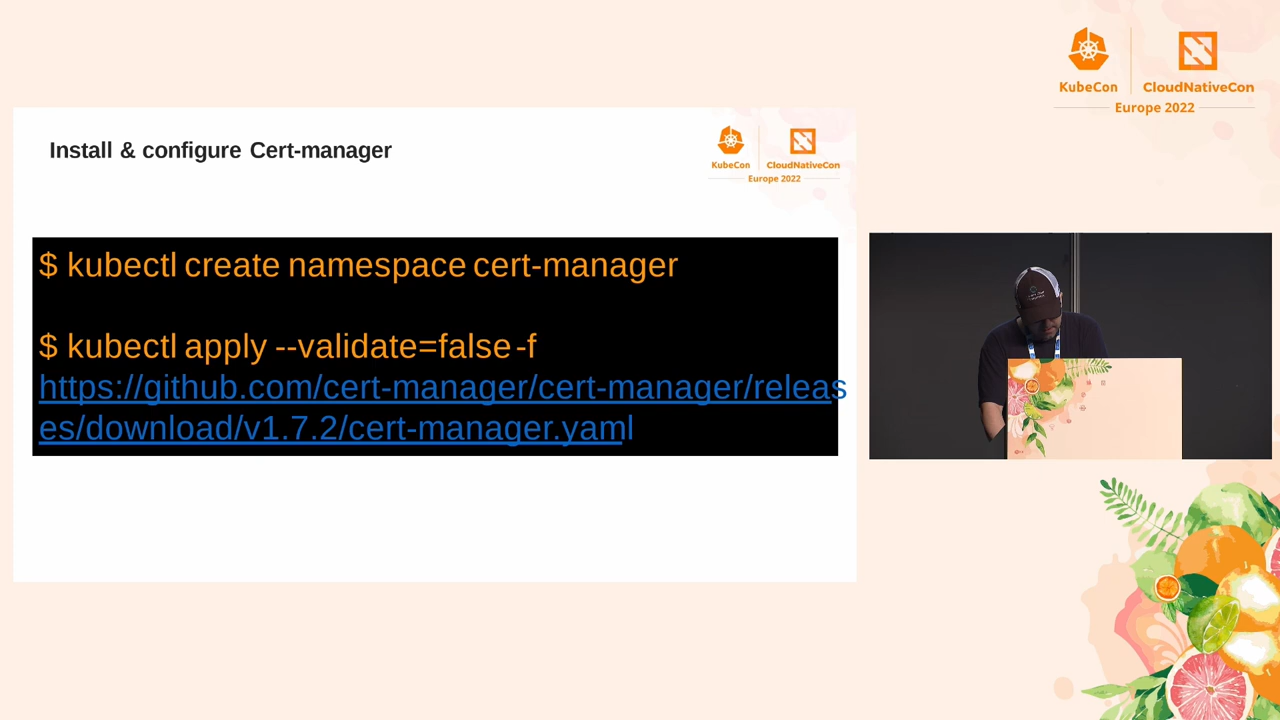 KubeCon
CloudNativeCon
Europe 2022
Install & configure Cert-manager
KubeCon
CloudNativeCon
Europe 2022
$ kubectl create namespace cert-manager
$ kubectl apply --validate=false -f
https://github.com/cert-manager/cert-manager/releas
es/download/v1.7.2/cert-manager.yaml